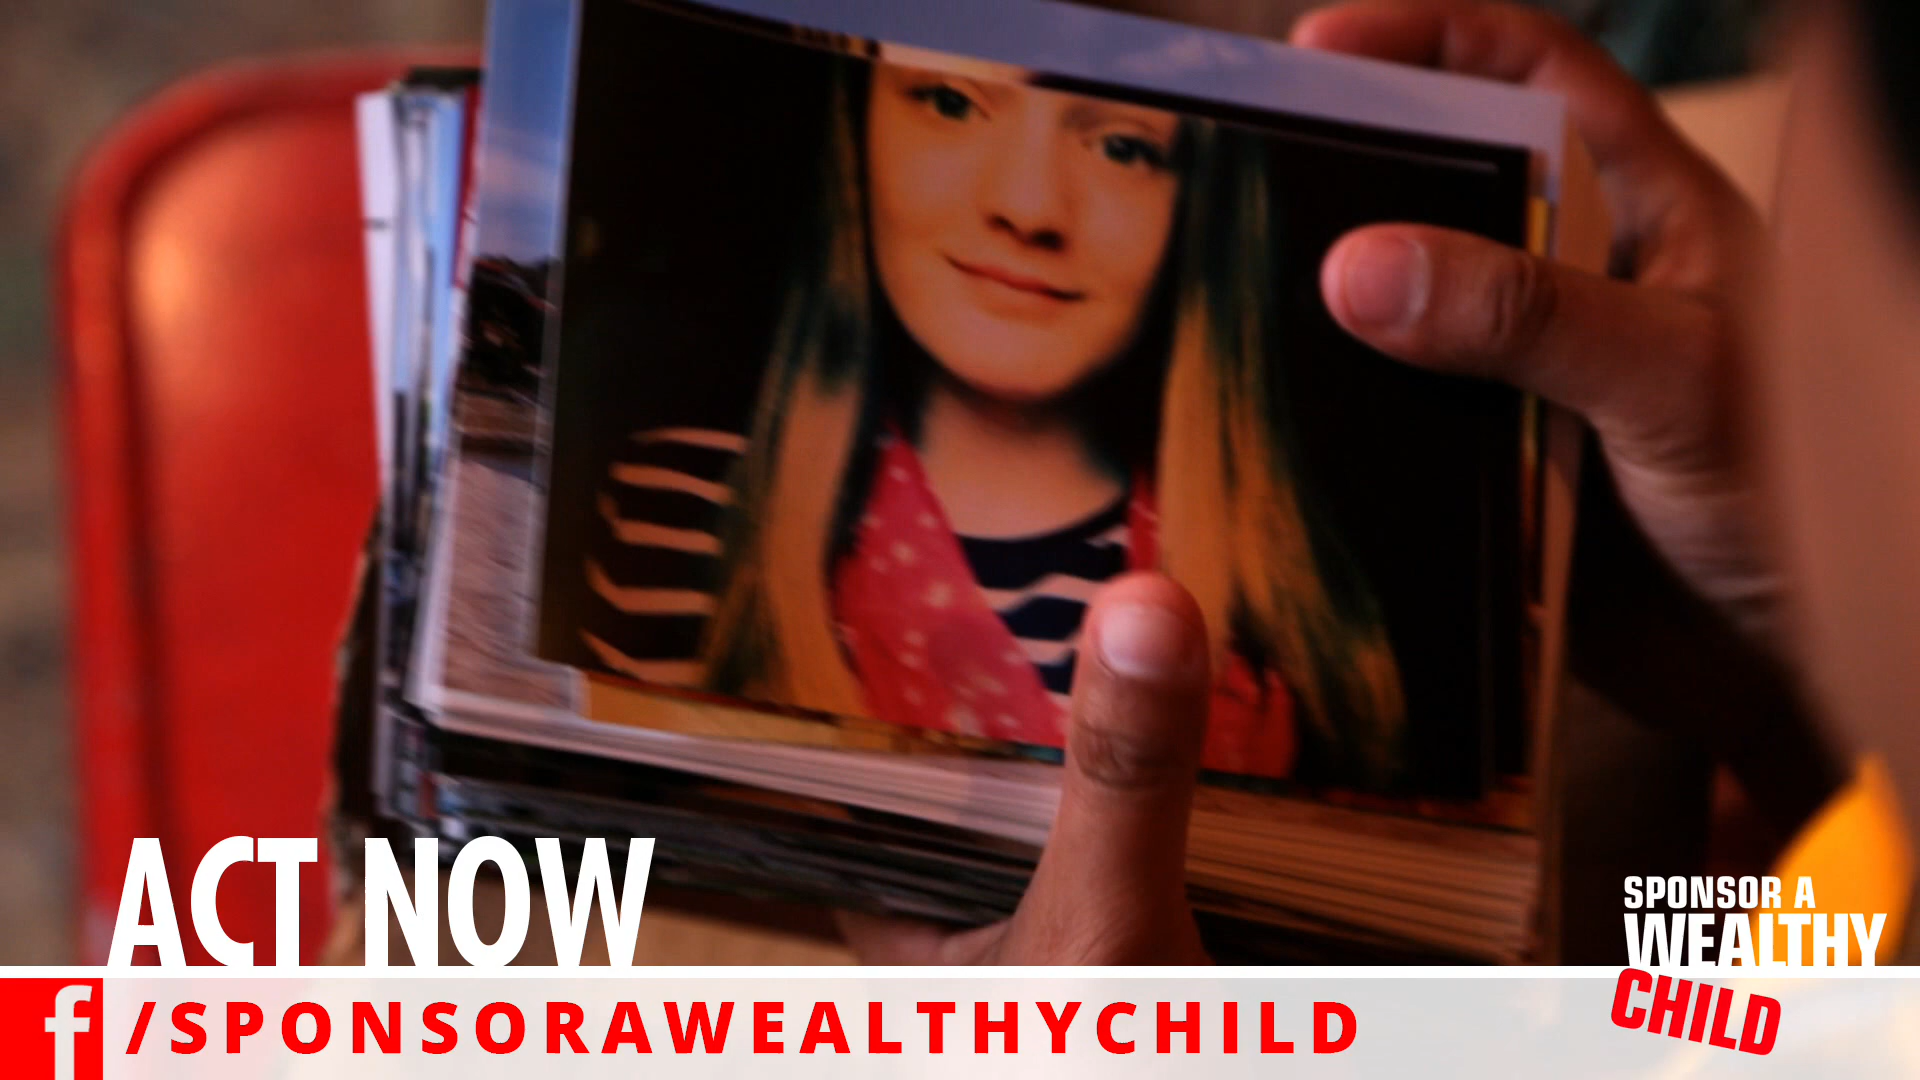 ACT NOW
SPONSOR A
WEALTHY
CHILD
f /SPONSORAWEALTHYCHILD